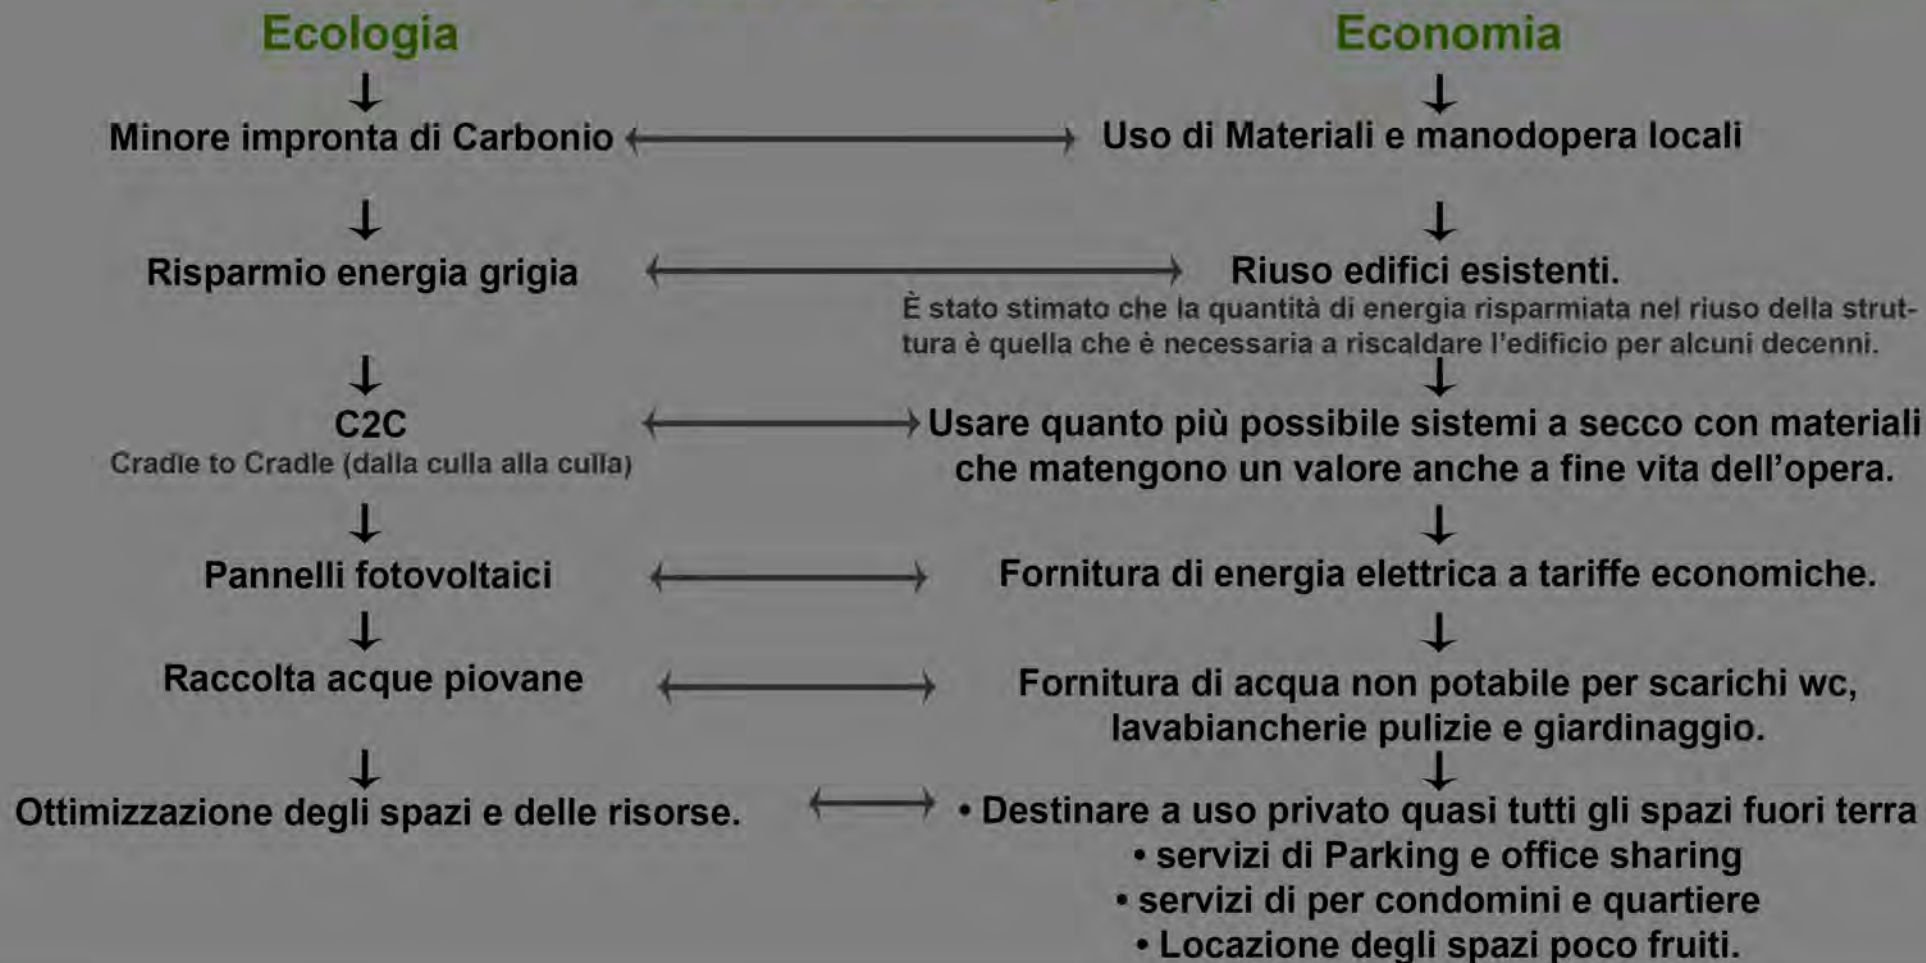 Ecologia
Economia
Minore impronta di Carbonio
Uso di Materiali e manodopera locali
Risparmio energia grigia
Riuso edifici esistenti.
È stato stimato che la quantità di energia risparmiata nel riuso della strut-
tura è quella che è necessaria a riscaldare l'edificio per alcuni decenni.
C2C
Cradle to Cradle (dalla culla alla culla)
Usare quanto più possibile sistemi a secco con materiali
che matengono un valore anche a fine vita dell'opera.
Pannelli fotovoltaici
Fornitura di energia elettrica a tariffe economiche.
Raccolta acque piovane
Fornitura di acqua non potabile per scarichi wc,
lavabiancherie pulizie e giardinaggio.
Ottimizzazione degli spazi e delle risorse.
• Destinare a uso privato quasi tutti gli spazi fuori terra
• servizi di Parking e office sharing
• servizi di per condomini e quartiere
• Locazione degli spazi poco fruiti.